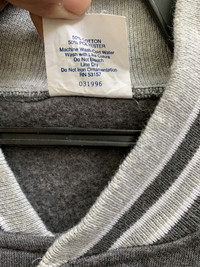 50% COTTON
50% POLYESTER
Machine Wash Cold Water
Wash with Like Colors
Do Not Bleach
Line Dry
Do Not Iron Ornamentation
RN 53157
031996